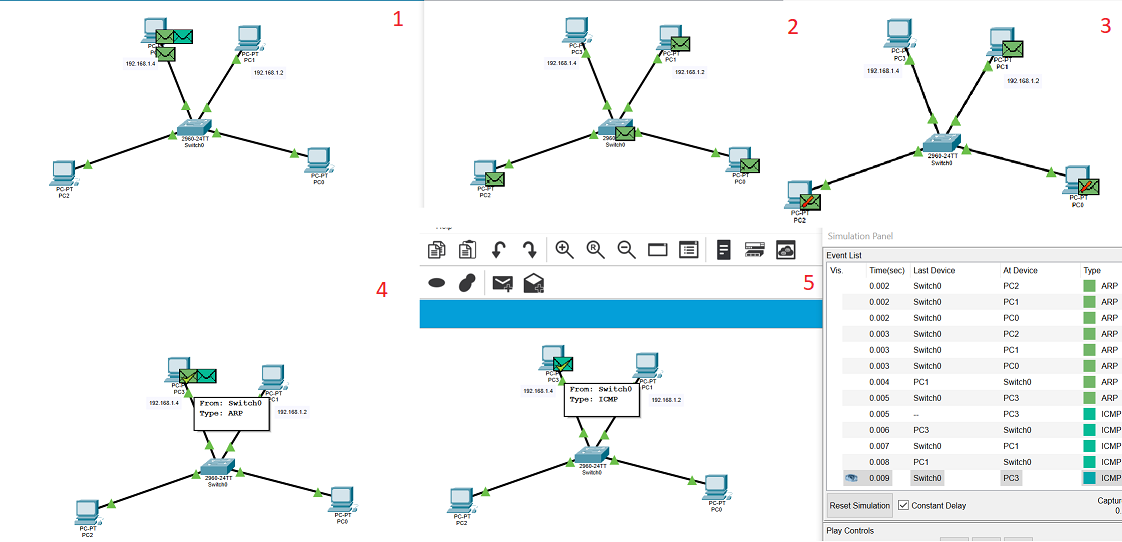 1
PC-PT
192.168.1.4
PC-PT
PC1
192.168.1.2
2960-24TT
Switch0
PC-PT
PC2
PC-PT
PC0
2
PC-PT
PC3
192.168.1.4
PC-PT
PC1
192.168.1.2
Switch0
PC-PT
PC2
PC-PT
PC0
3
PC-PT
PC3
192.168.1.4
PC-PT
PC1
192.168.1.2
2960-24TT
Switch0
PC-PT
PC2
PC-PT
PC0
4
PC-PT
PC3
192.168.1.4
From: Switch0
Type: ARP
192.168.1.2
2960-24TT
Switch0
PC-PT
PC2
PC-PT
PC0
5
PC3
192.168.1.4
From: Switch0
Type: ICMP
PC-PT
PC1
192.168.1.2
2960-24TT
Switch0
PC-PT
PC2
PC-PT
PC0
Simulation Panel
Event List
Vis. Time(sec) Last Device At Device Type
0.002 Switch0 PC2 ARP
0.002 Switch0 PC1 ARP
0.002 Switch0 PC0 ARP
0.003 Switch0 PC2 ARP
0.003 Switch0 PC1 ARP
0.003 Switch0 PC0 ARP
0.004 PC1 Switch0 ARP
0.005 Switch0 PC3 ARP
0.005 -- PC3 ICMP
0.006 PC3 Switch0 ICMP
0.007 Switch0 PC1 ICMP
0.008 PC1 Switch0 ICMP
0.009 Switch0 PC3 ICMP
Reset Simulation Constant Delay
Captur
0.
Play Controls